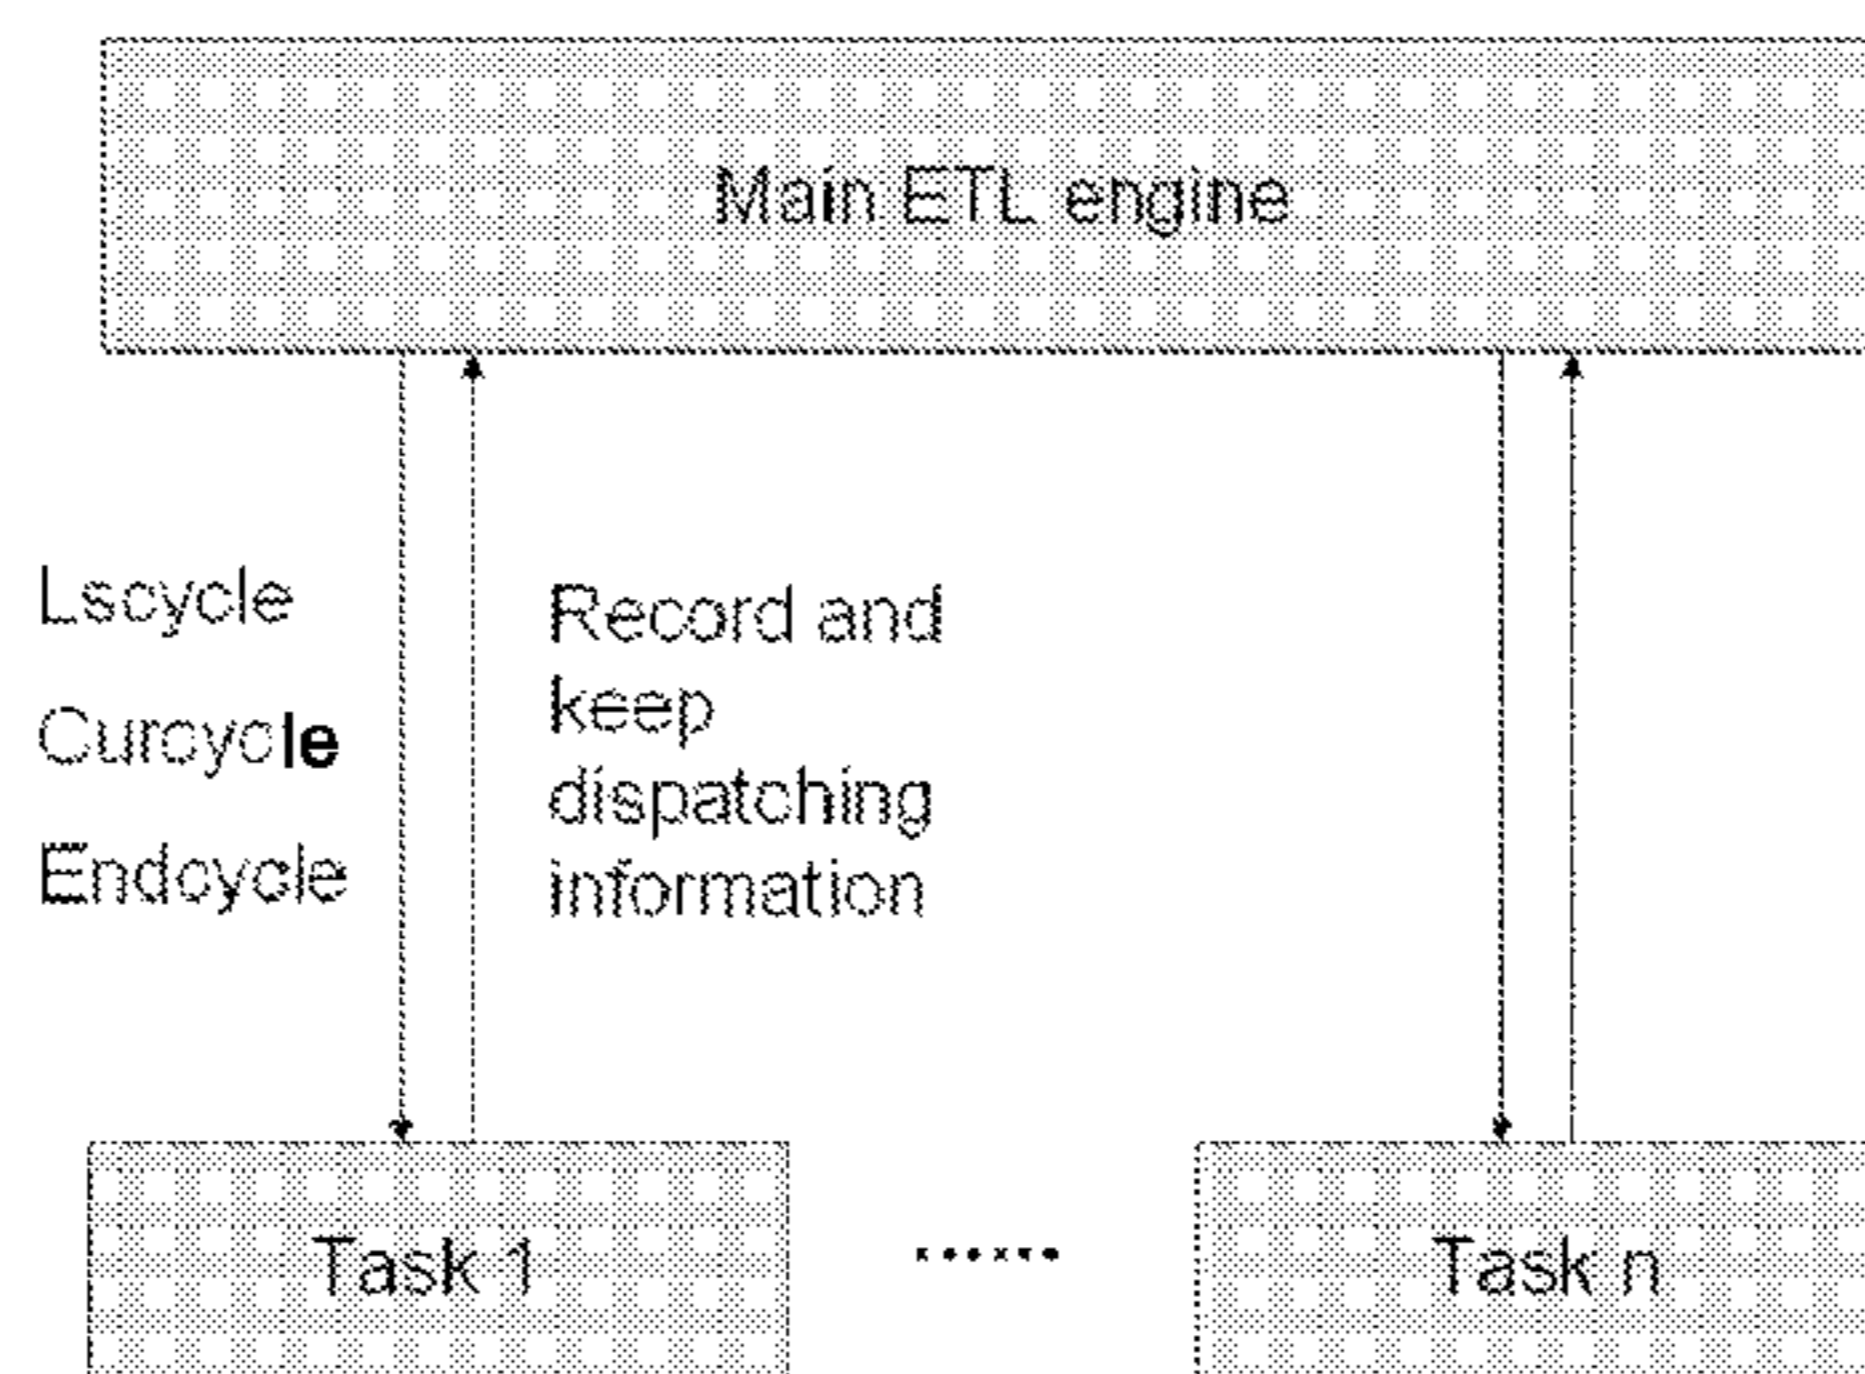 Main ETL engine
Lscycle
Curcycle
Endcycle
Record and
keep
dispatching
information
Task 1
......
Task n